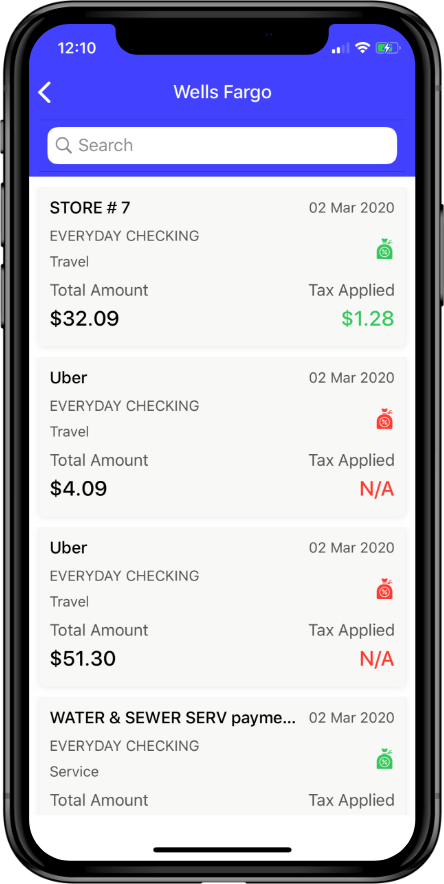 12:10
Wells Fargo
Search
STORE # 7 02 Mar 2020
EVERYDAY CHECKING
Travel
Total Amount Tax Applied
$32.09 $1.28
Uber 02 Mar 2020
EVERYDAY CHECKING
Travel
Total Amount Tax Applied
$4.09 N/A
Uber 02 Mar 2020
EVERYDAY CHECKING
Travel
Total Amount Tax Applied
$51.30 N/A
WATER & SEWER SERV payme... 02 Mar 2020
EVERYDAY CHECKING
Service
Total Amount Tax Applied